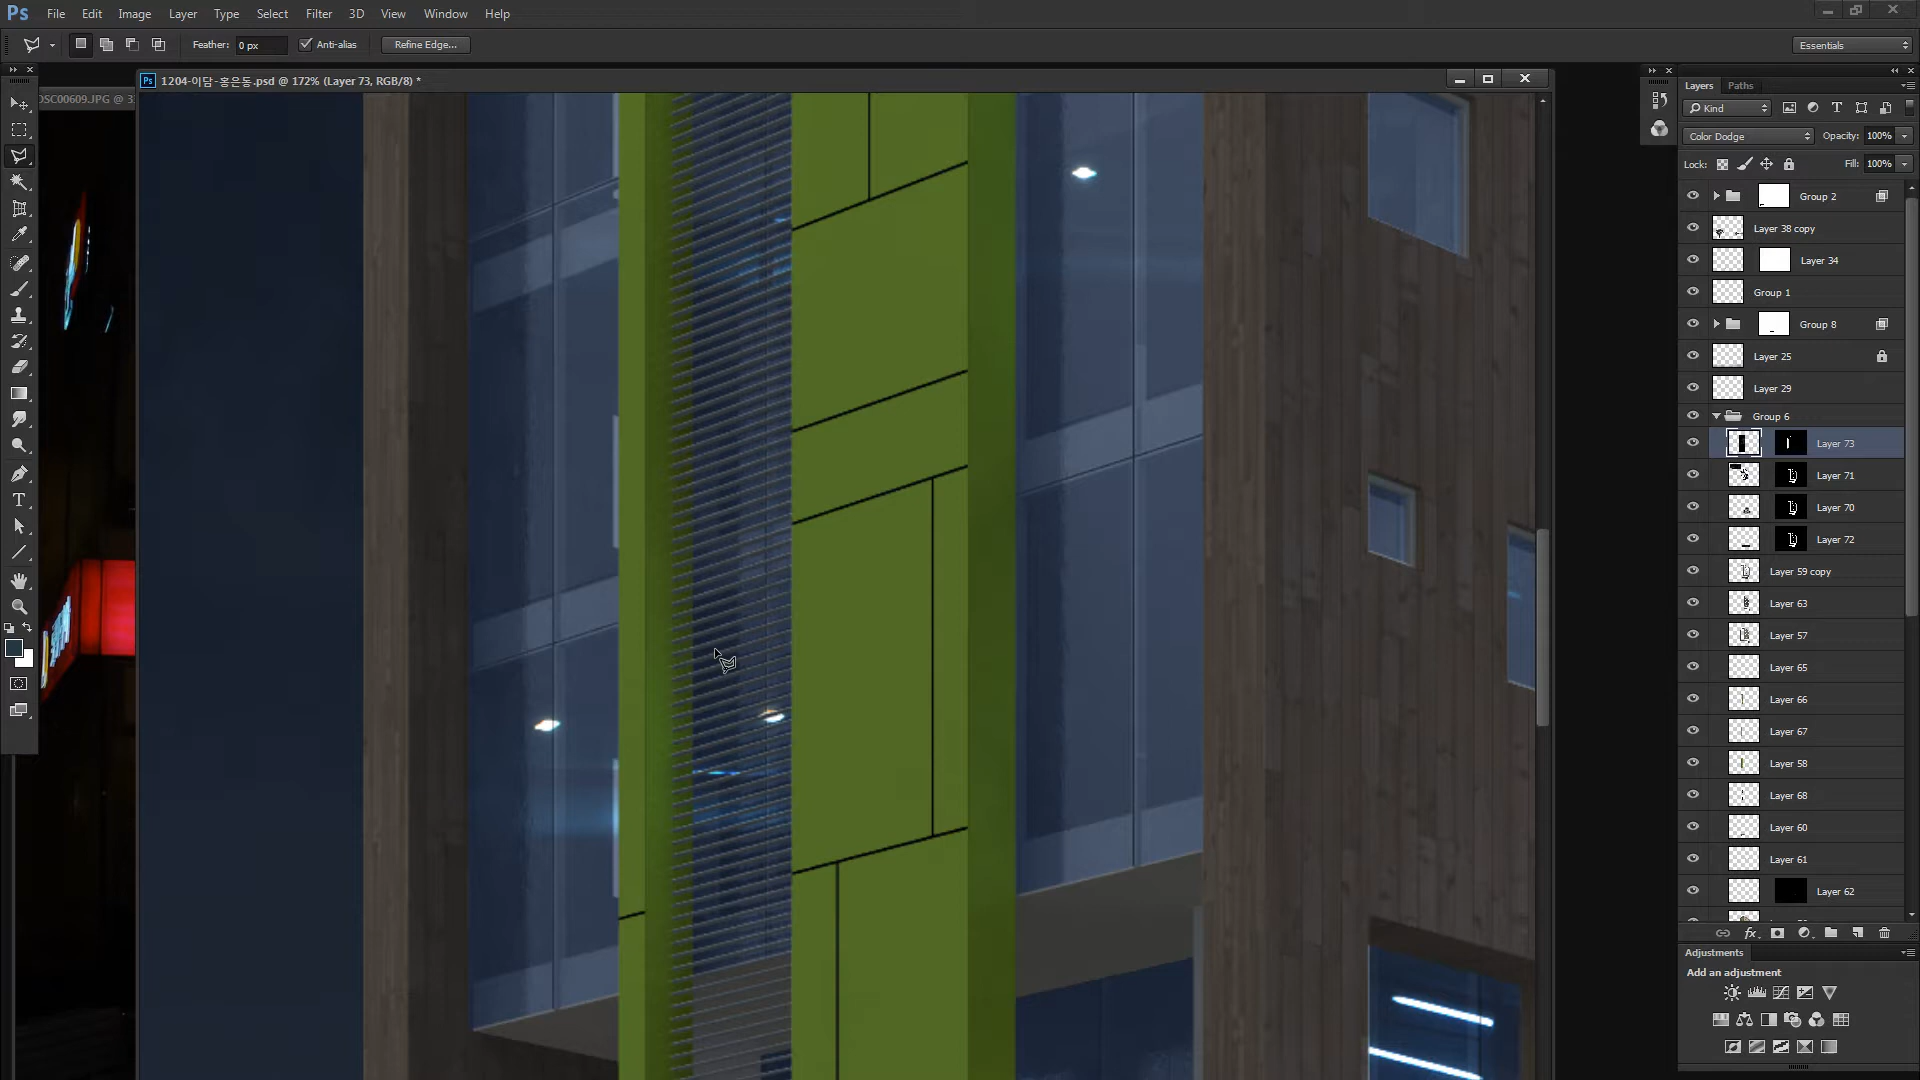 Ps File Edit Image Layer Type Select Filter 3D View Window Help
Feather: 0 px Anti-alias Refine Edge... Essentials
DSC00609.JPG @ 3
Ps 1204-이담-홍은동.psd @ 172% (Layer 73, RGB/8) *
Layers Paths
Kind
Color Dodge Opacity: 100%
Lock: Fill: 100%
Group 2
Layer 38 copy
Layer 34
Group 1
Group 8
Layer 25
Layer 29
Group 6
Layer 73
Layer 71
Layer 70
Layer 72
Layer 59 copy
Layer 63
Layer 57
Layer 65
Layer 66
Layer 67
Layer 58
Layer 68
Layer 60
Layer 61
Layer 62
Adjustments
Add an adjustment